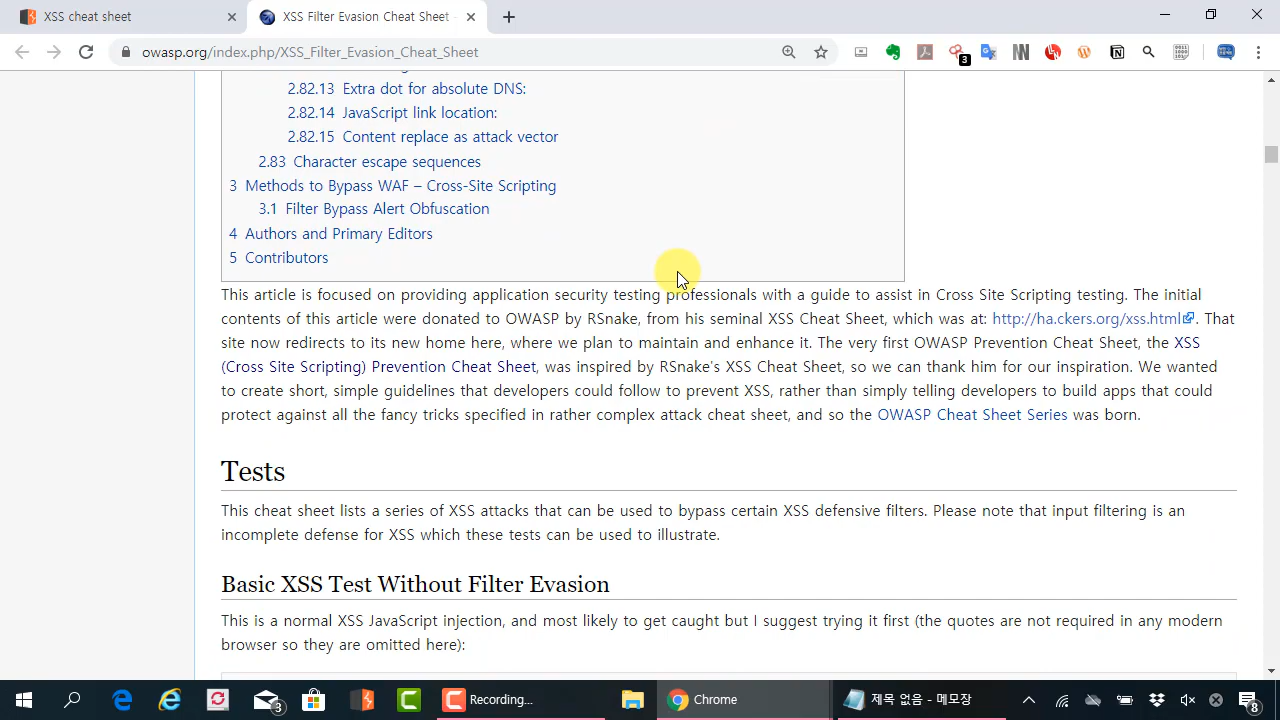 XSS cheat sheet
XSS Filter Evasion Cheat Sheet -
owasp.org/index.php/XSS_Filter_Evasion_Cheat_Sheet
3
2.82.13 Extra dot for absolute DNS:
2.82.14 JavaScript link location:
2.82.15 Content replace as attack vector
2.83 Character escape sequences
3 Methods to Bypass WAF – Cross-Site Scripting
3.1 Filter Bypass Alert Obfuscation
4 Authors and Primary Editors
5 Contributors
This article is focused on providing application security testing professionals with a guide to assist in Cross Site Scripting testing. The initial
contents of this article were donated to OWASP by RSnake, from his seminal XSS Cheat Sheet, which was at: http://ha.ckers.org/xss.html. That
site now redirects to its new home here, where we plan to maintain and enhance it. The very first OWASP Prevention Cheat Sheet, the XSS
(Cross Site Scripting) Prevention Cheat Sheet, was inspired by RSnake's XSS Cheat Sheet, so we can thank him for our inspiration. We wanted
to create short, simple guidelines that developers could follow to prevent XSS, rather than simply telling developers to build apps that could
protect against all the fancy tricks specified in rather complex attack cheat sheet, and so the OWASP Cheat Sheet Series was born.
Tests
This cheat sheet lists a series of XSS attacks that can be used to bypass certain XSS defensive filters. Please note that input filtering is an
incomplete defense for XSS which these tests can be used to illustrate.
Basic XSS Test Without Filter Evasion
This is a normal XSS JavaScript injection, and most likely to get caught but I suggest trying it first (the quotes are not required in any modern
browser so they are omitted here):
3
Recording...
Chrome
제목 없음 - 메모장
8